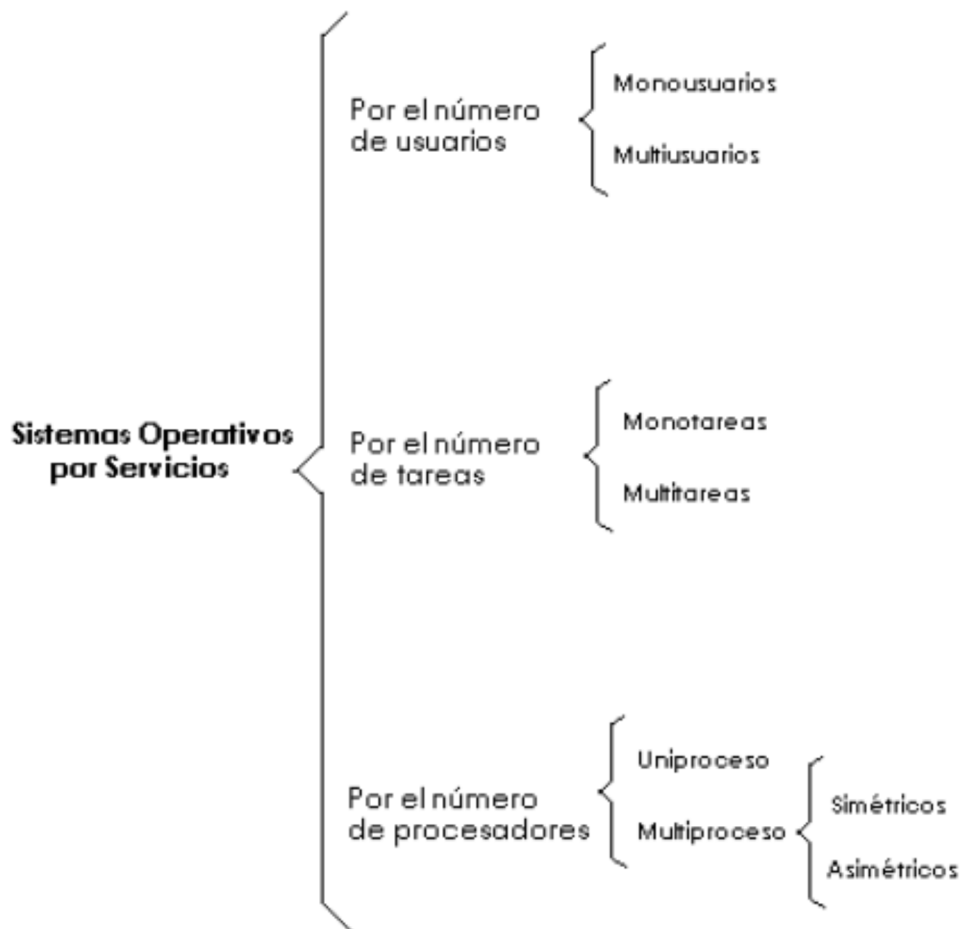 Sistemas Operativos
por Servicios
Por el número
de usuarios
Monousuarios
Multiusuarios
Por el número
de tareas
Monotareas
Multitareas
Por el número
de procesadores
Uniproceso
Multiproceso
Simétricos
Asimétricos